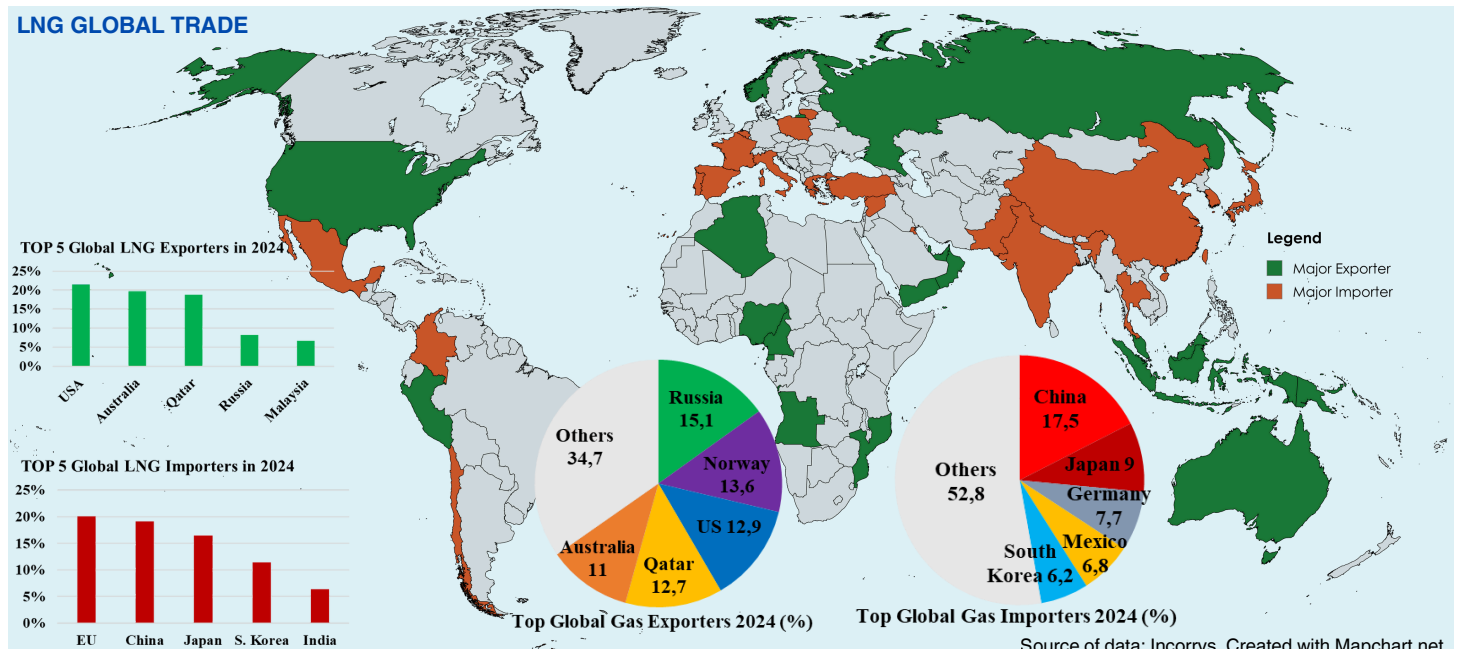 LNG GLOBAL TRADE
TOP 5 Global LNG Exporters in 2024
25%
20%
15%
10%
5%
0%
USA
Australia
Qatar
Russia
Malaysia
TOP 5 Global LNG Importers in 2024
25%
20%
15%
10%
5%
0%
EU
China
Japan
S. Korea
India
Russia
15,1
Norway
13,6
US 12,9
Qatar
12,7
Australia
11
Others
34,7
Top Global Gas Exporters 2024 (%)
China
17,5
Japan 9
Germany
7,7
Mexico
6,8
South
Korea 6,2
Others
52,8
Top Global Gas Importers 2024 (%)
Legend
Major Exporter
Major Importer
Source of data: Incorrys. Created with Mapchart.net